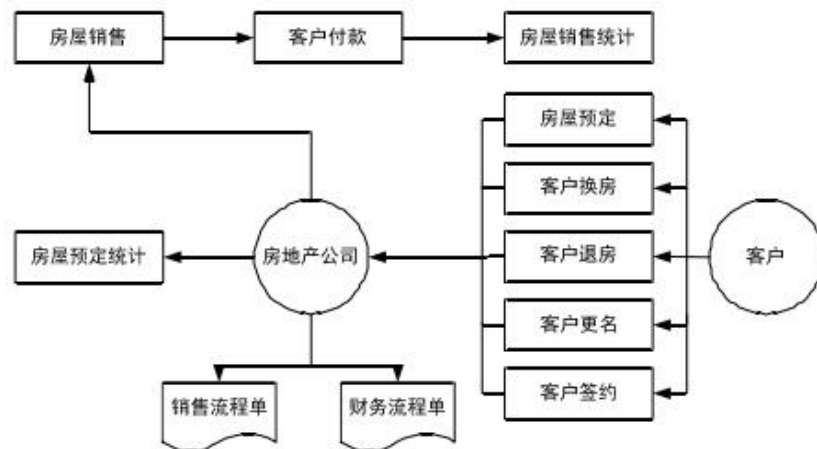 房屋销售
客户付款
房屋销售统计
房屋预定
客户换房
房屋预定统计
房地产公司
客户退房
客户
客户更名
销售流程单
财务流程单
客户签约